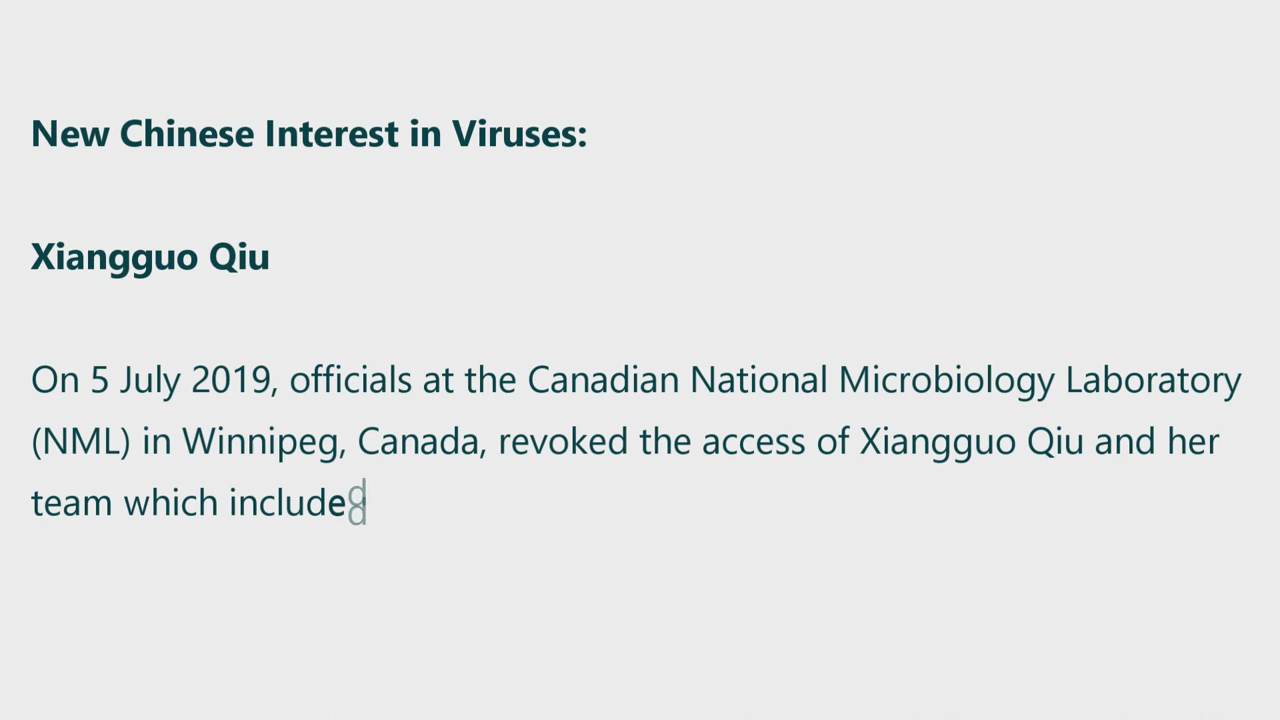 New Chinese Interest in Viruses:
Xiangguo Qiu
On 5 July 2019, officials at the Canadian National Microbiology Laboratory
(NML) in Winnipeg, Canada, revoked the access of Xiangguo Qiu and her
team which included